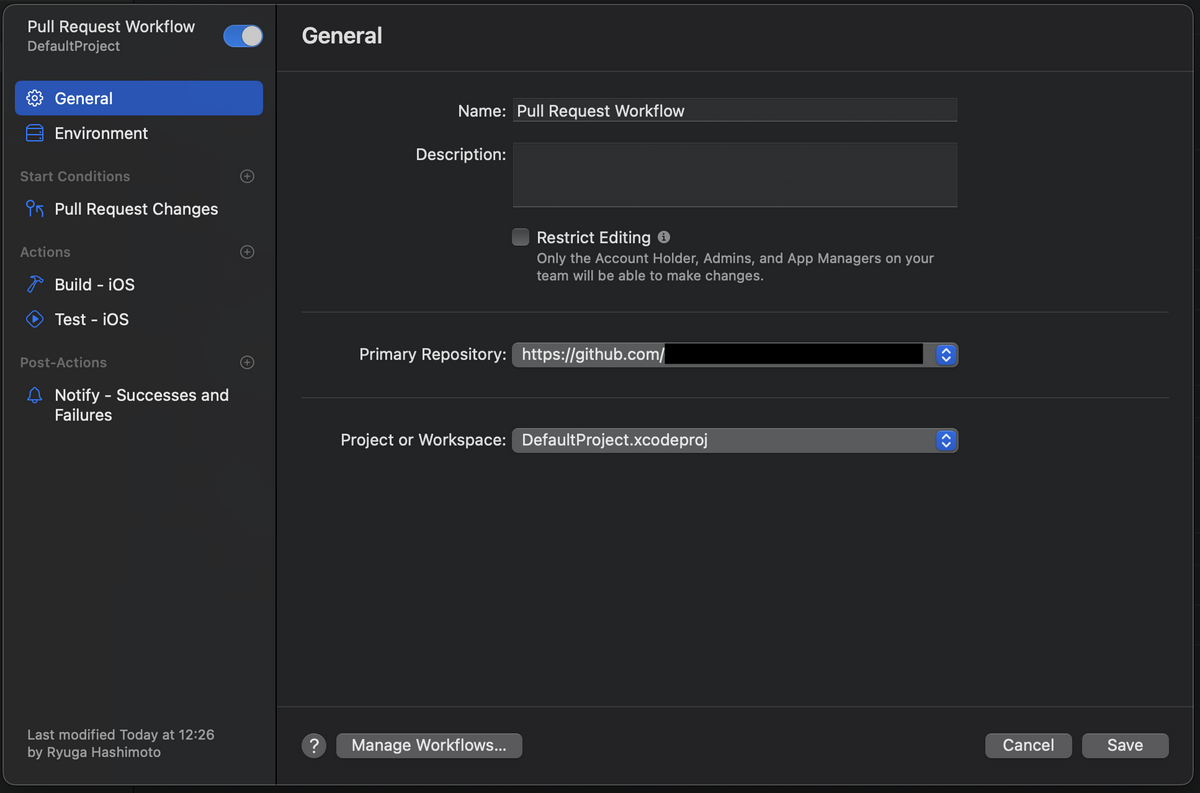 Pull Request Workflow
DefaultProject
General
Environment
Start Conditions
Pull Request Changes
Actions
Build - iOS
Test - iOS
Post-Actions
Notify - Successes and
Failures
Last modified Today at 12:26
by Ryuga Hashimoto
General
Name: Pull Request Workflow
Description:
Restrict Editing
Only the Account Holder, Admins, and App Managers on your
team will be able to make changes.
Primary Repository: https://github.com/
Project or Workspace: DefaultProject.xcodeproj
? Manage Workflows... Cancel Save